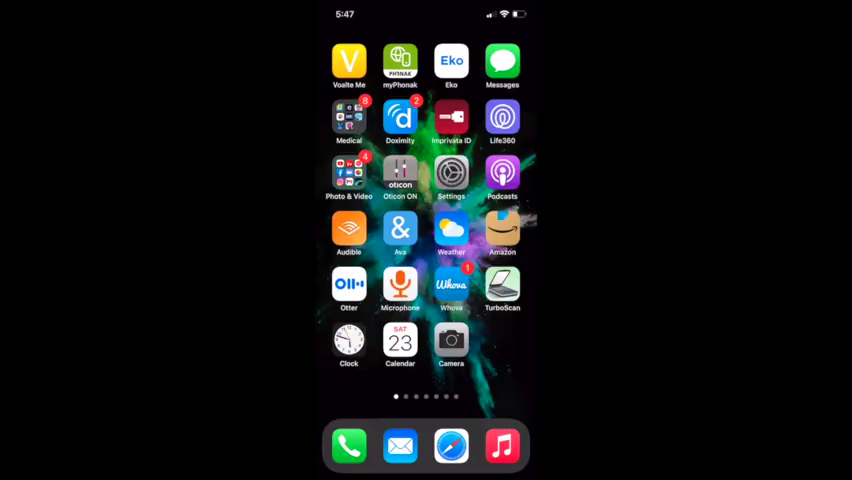 5:47
V
PHONAK
Eko
Voalte Me
myPhonak
Eko
Messages
8
2
d
Medical
Doximity
Imprivata ID
Life360
4
oticon
Photo & Video
Oticon ON
Settings
Podcasts
&
Audible
Ava
Weather
Amazon
1
Whova
Otter
Microphone
Whova
TurboScan
SAT
23
Clock
Calendar
Camera